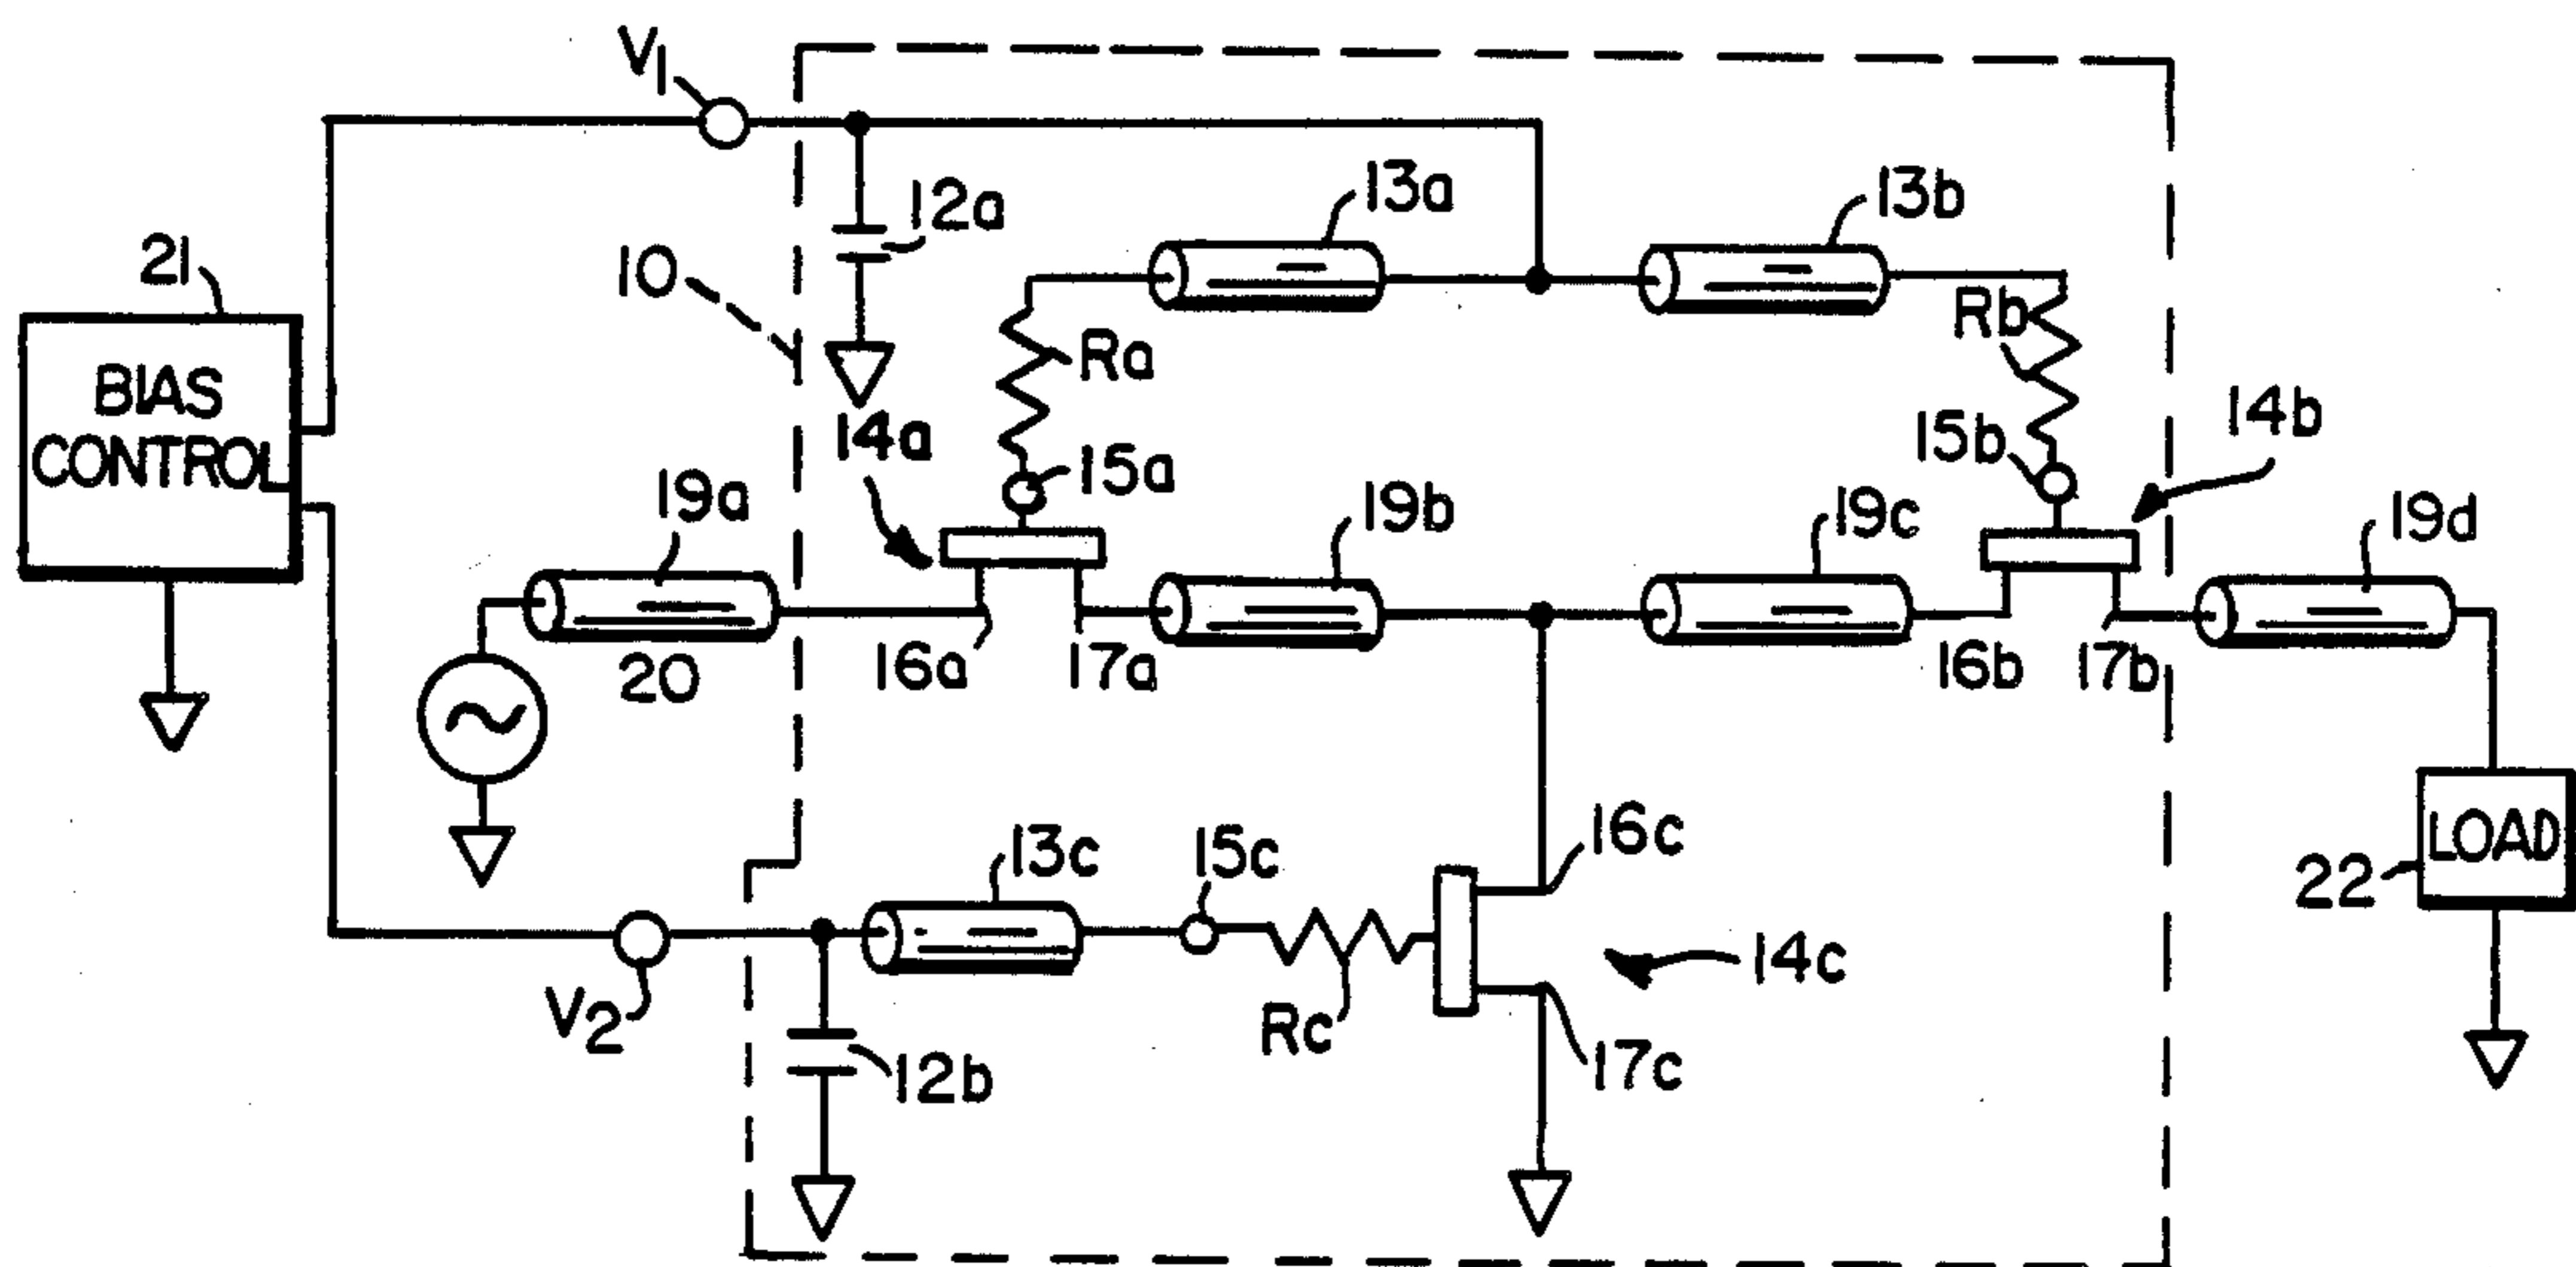 V1
12a
13a
13b
21
10
Ra
Rb
BIAS
CONTROL
14a
15a
15b
14b
19a
19b
19c
19d
20
16a
17a
16b
17b
13c
15c
16c
LOAD
22
14c
V2
Rc
12b
17c